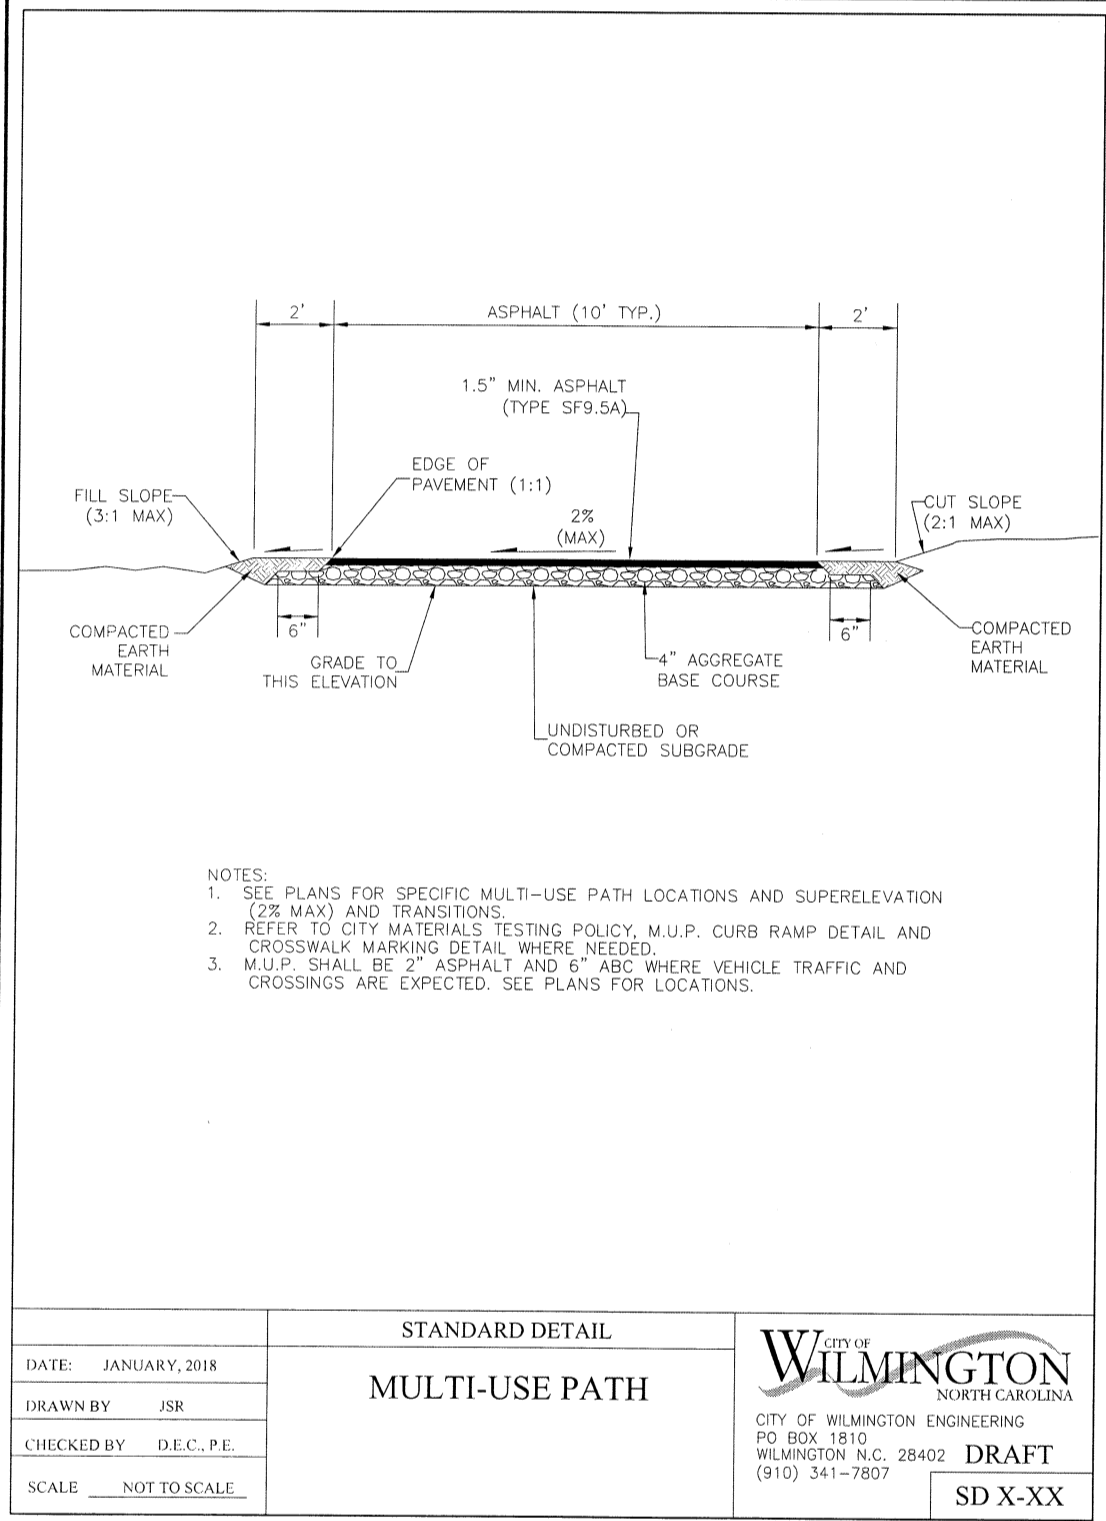 2'
ASPHALT (10' TYP.)
2'
1.5" MIN. ASPHALT
(TYPE SF9.5A)
EDGE OF
PAVEMENT (1:1)
FILL SLOPE
(3:1 MAX)
2%
(MAX)
CUT SLOPE
(2:1 MAX)
COMPACTED
EARTH
MATERIAL
6"
GRADE TO
THIS ELEVATION
4" AGGREGATE
BASE COURSE
6"
COMPACTED
EARTH
MATERIAL
UNDISTURBED OR
COMPACTED SUBGRADE
NOTES:
1. SEE PLANS FOR SPECIFIC MULTI-USE PATH LOCATIONS AND SUPERELEVATION
(2% MAX) AND TRANSITIONS.
2. REFER TO CITY MATERIALS TESTING POLICY, M.U.P. CURB RAMP DETAIL AND
CROSSWALK MARKING DETAIL WHERE NEEDED.
3. M.U.P. SHALL BE 2" ASPHALT AND 6" ABC WHERE VEHICLE TRAFFIC AND
CROSSINGS ARE EXPECTED. SEE PLANS FOR LOCATIONS.
DATE: JANUARY, 2018
DRAWN BY JSR
CHECKED BY D.E.C., P.E.
SCALE NOT TO SCALE
STANDARD DETAIL
MULTI-USE PATH
CITY OF
WILMINGTON
NORTH CAROLINA
CITY OF WILMINGTON ENGINEERING
PO BOX 1810
WILMINGTON N.C. 28402 DRAFT
(910) 341-7807
SD X-XX